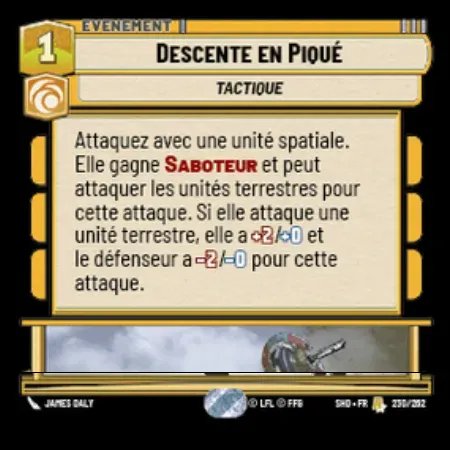 EVENEMENT
1
DESCENTE EN PIQUÉ
TACTIQUE
Attaquez avec une unité spatiale.
Elle gagne SABOTEUR et peut
attaquer les unités terrestres pour
cette attaque. Si elle attaque une
unité terrestre, elle a +2/+0 et
le défenseur a -2/-0 pour cette
attaque.
JAMES DALY © LFL © FFG SHD • FR 230/262